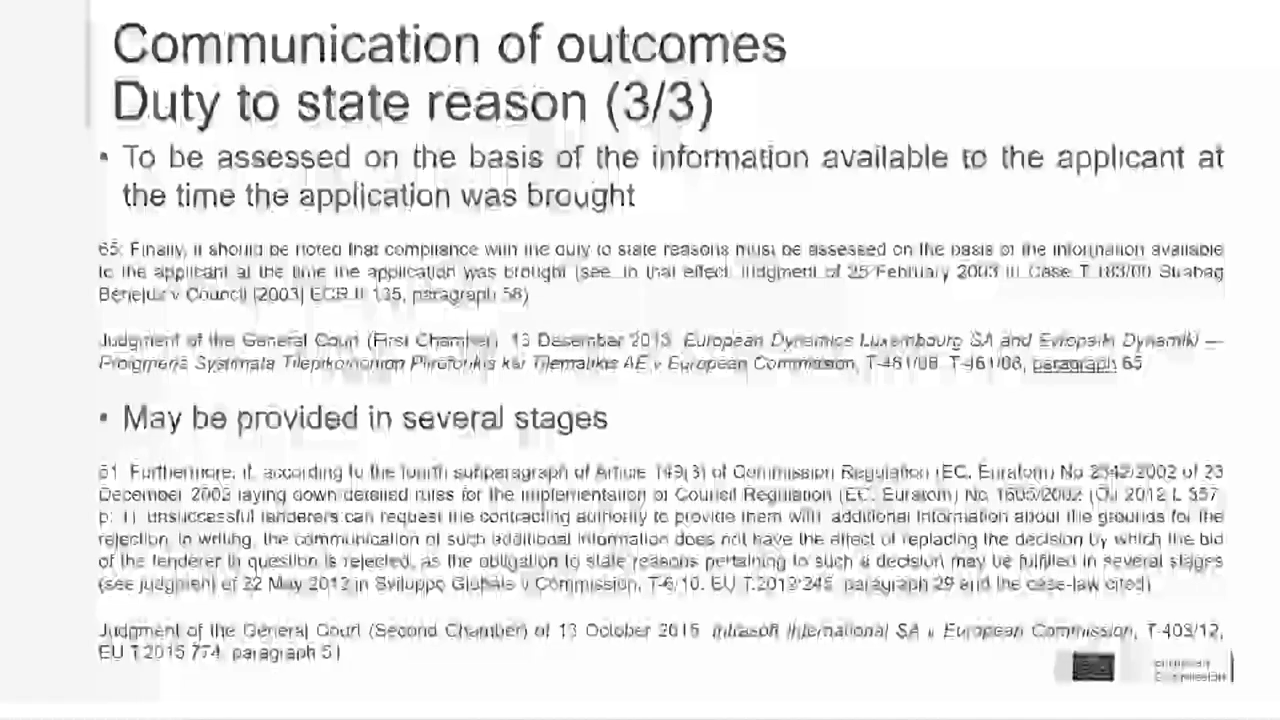 Communication of outcomes
Duty to state reason (3/3)
• To be assessed on the basis of the information available to the applicant at
the time the application was brought
65. Finally, it should be noted that compliance with the duty to state reasons must be assessed on the basis of the information available
to the applicant at the time the application was brought (see, in that effect, judgment of 25 February 2003 in Case T 183/00 Strabag
Benelux v Council [2003] ECR II 135, paragraph 58)
Judgment of the General Court (First Chamber), 13 December 2013, European Dynamics Luxembourg SA and Evropaïki Dynamiki —
Proigmena Systimata Tilepikoinonion Pliroforikis kai Tilematikis AE v European Commission, T-461/08, paragraph 65
• May be provided in several stages
51 Furthermore, if, according to the fourth subparagraph of Article 149(3) of Commission Regulation (EC, Euratom) No 2342/2002 of 23
December 2002 laying down detailed rules for the implementation of Council Regulation (EC, Euratom) No 1605/2002 (OJ 2012 L 357
p. 1) unsuccessful tenderers can request the contracting authority to provide them with additional information about the grounds for the
rejection, in writing, the communication of such additional information does not have the effect of replacing the decision by which the bid
of the tenderer in question is rejected, as the obligation to state reasons pertaining to such a decision may be fulfilled in several stages
(see judgment of 22 May 2012 in Sviluppo Globale v Commission, T-6/10, EU T:2012:245 paragraph 29 and the case-law cited)
Judgment of the General Court (Second Chamber) of 13 October 2015 Intrasoft International SA v European Commission, T-403/12,
EU T 2015 774 paragraph 51
European
Commission